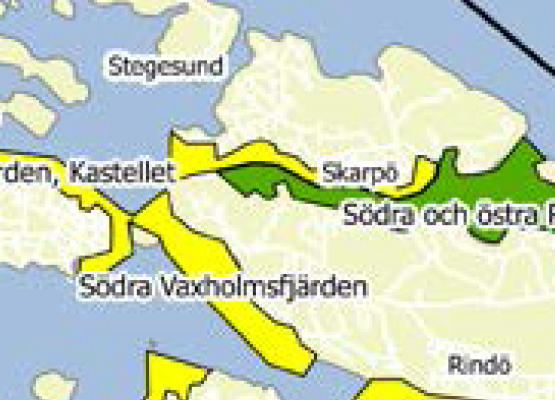 Stegesund
rden, Kastellet
Skarpö
Södra och östra
Södra Vaxholmsfjärden
Rindö